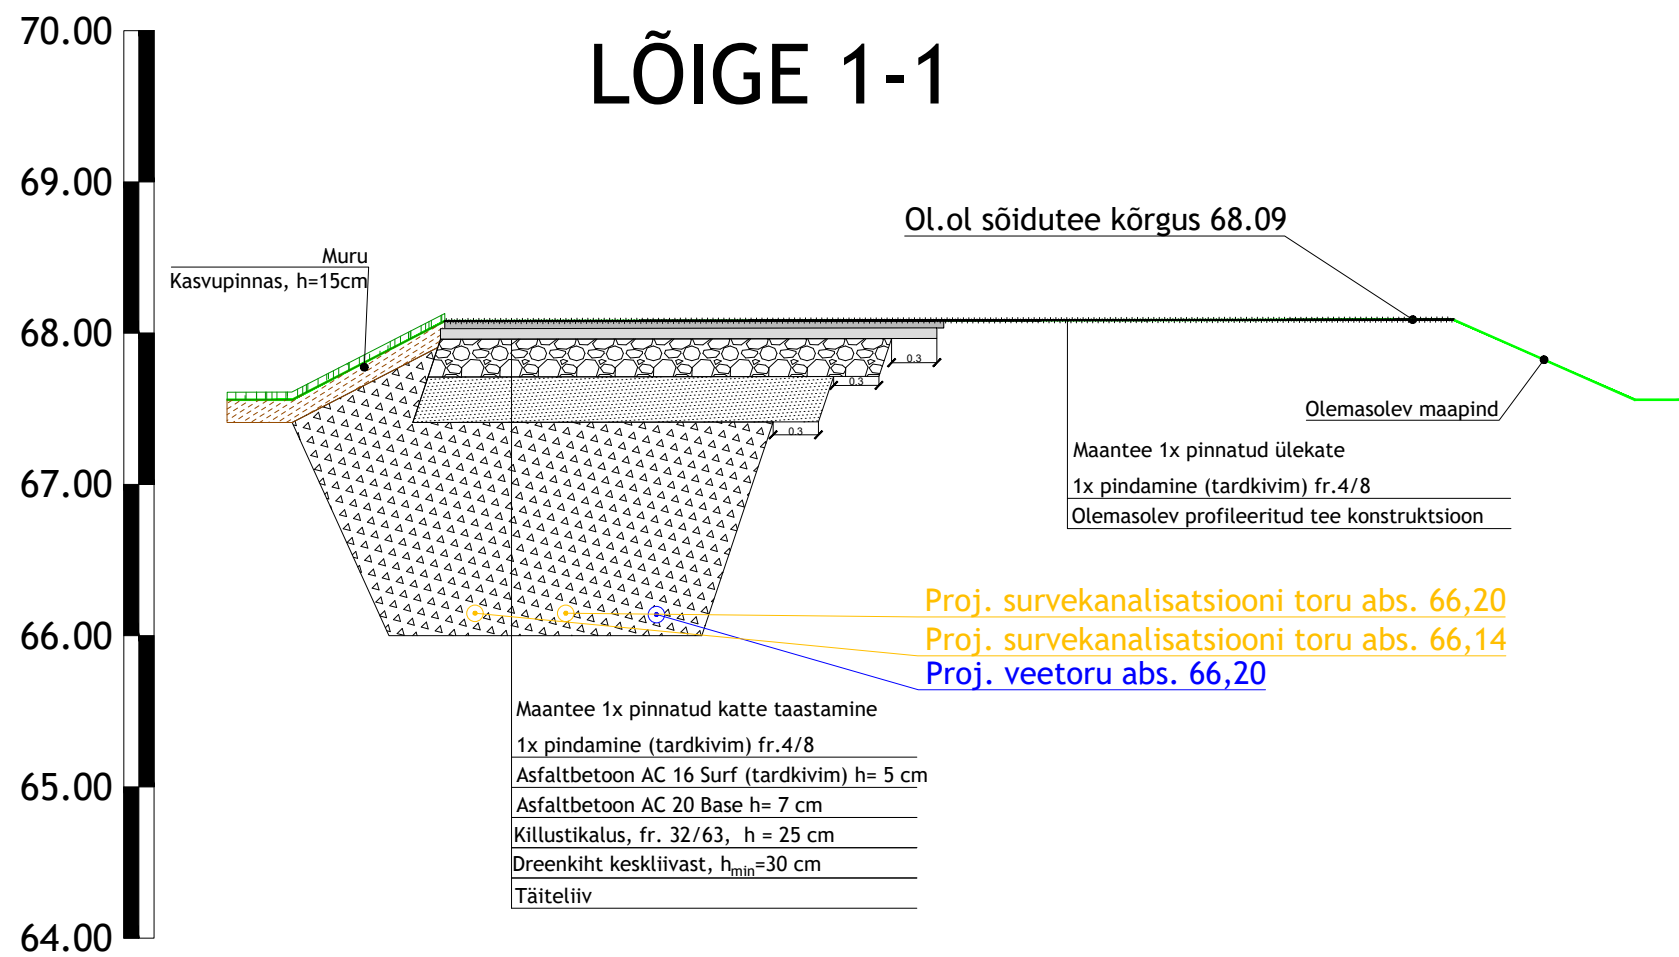 LÕIGE 1-1
70.00
69.00
68.00
67.00
66.00
65.00
64.00
Ol.ol sõidutee kõrgus 68.09
Muru
Kasvupinnas, h=15cm
0.3
0.3
0.3
Olemasolev maapind
Maantee 1x pinnatud ülekate
1x pindamine (tardkivim) fr.4/8
Olemasolev profileeritud tee konstruktsioon
Proj. survekanalisatsiooni toru abs. 66,20
Proj. survekanalisatsiooni toru abs. 66,14
Proj. veetoru abs. 66,20
Maantee 1x pinnatud katte taastamine
1x pindamine (tardkivim) fr.4/8
Asfaltbetoon AC 16 Surf (tardkivim) h= 5 cm
Asfaltbetoon AC 20 Base h= 7 cm
Killustikalus, fr. 32/63, h = 25 cm
Dreenkiht keskliivast, hmin=30 cm
Täiteliiv